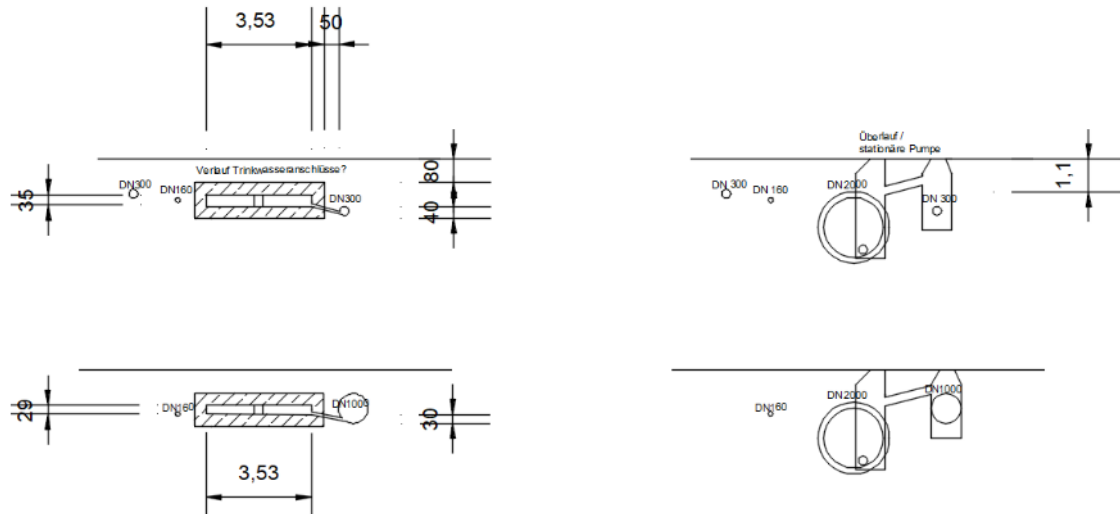 3,53
50
Überlauf /
stationäre Pumpe
Verlauf Trinkwasseranschlüsse?
80
1,1
DN300
DN160
DN300
35
40
DN 300
DN 160
DN2000
DN 300
29
DN160
DN1000
30
DN160
DN2000
DN1000
3,53